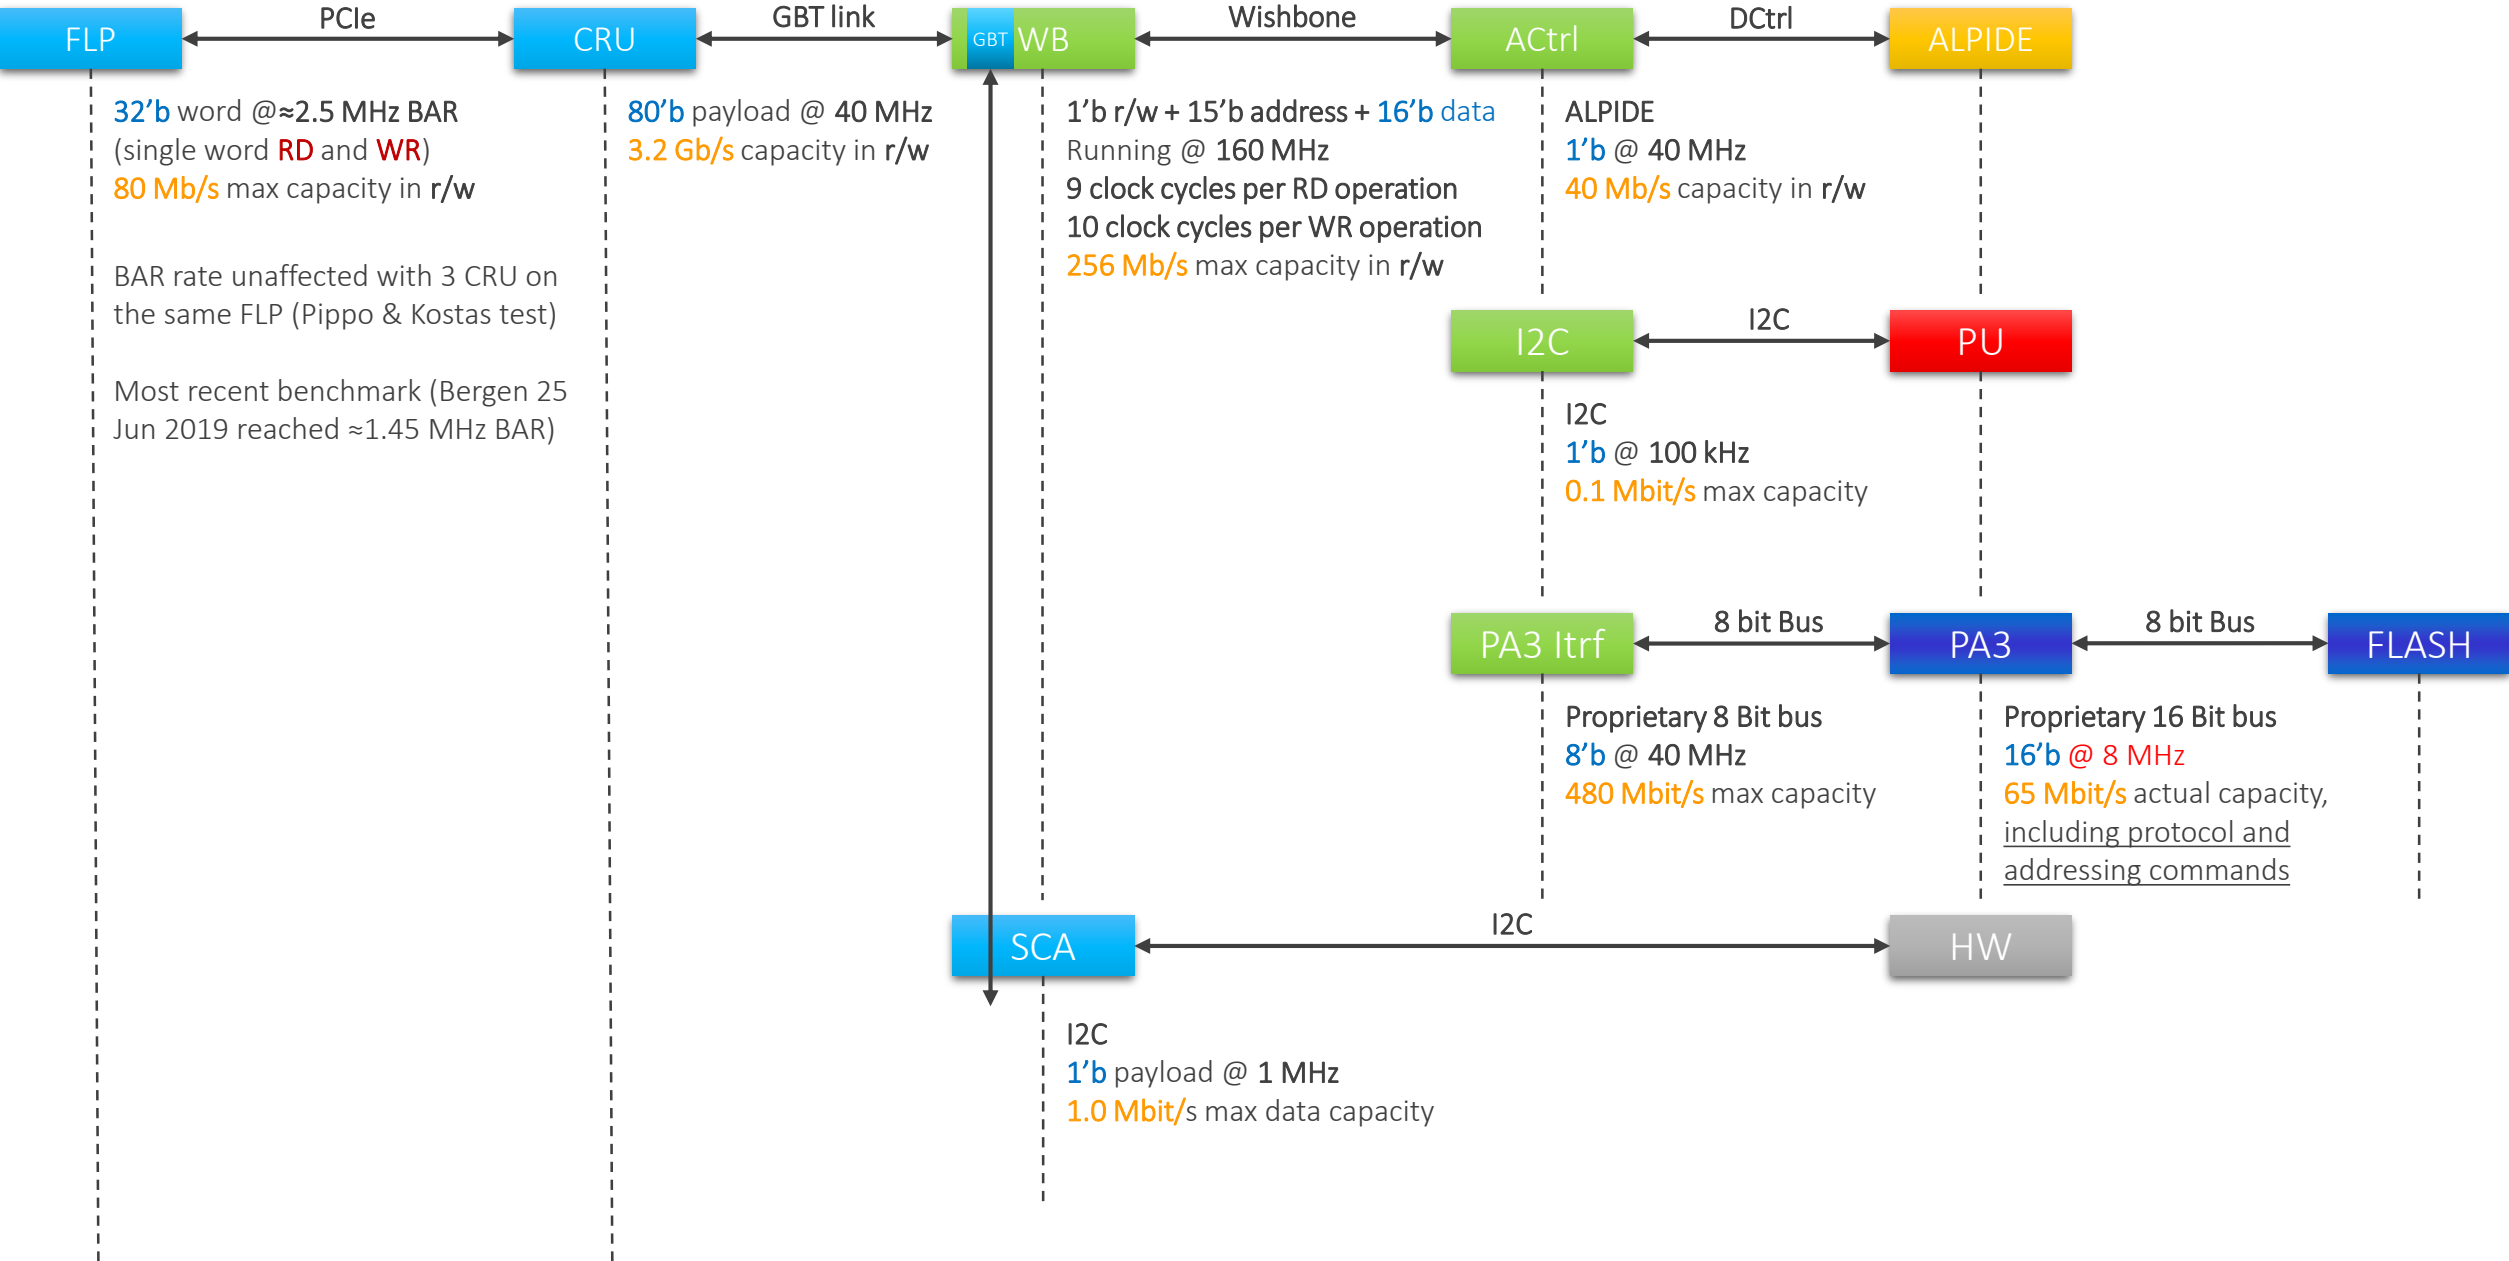 FLP
PCIe
CRU
GBT link
GBT
WB
Wishbone
ACtrl
DCtrl
ALPIDE
32’b word @≈2.5 MHz BAR
(single word RD and WR)
80 Mb/s max capacity in r/w
BAR rate unaffected with 3 CRU on
the same FLP (Pippo & Kostas test)
Most recent benchmark (Bergen 25
Jun 2019 reached ≈1.45 MHz BAR)
80’b payload @ 40 MHz
3.2 Gb/s capacity in r/w
1’b r/w + 15’b address + 16’b data
Running @ 160 MHz
9 clock cycles per RD operation
10 clock cycles per WR operation
256 Mb/s max capacity in r/w
ALPIDE
1’b @ 40 MHz
40 Mb/s capacity in r/w
I2C
I2C
PU
I2C
1’b @ 100 kHz
0.1 Mbit/s max capacity
PA3 Itrf
8 bit Bus
PA3
8 bit Bus
FLASH
Proprietary 8 Bit bus
8’b @ 40 MHz
480 Mbit/s max capacity
Proprietary 16 Bit bus
16’b @ 8 MHz
65 Mbit/s actual capacity,
including protocol and
addressing commands
SCA
I2C
HW
I2C
1’b payload @ 1 MHz
1.0 Mbit/s max data capacity